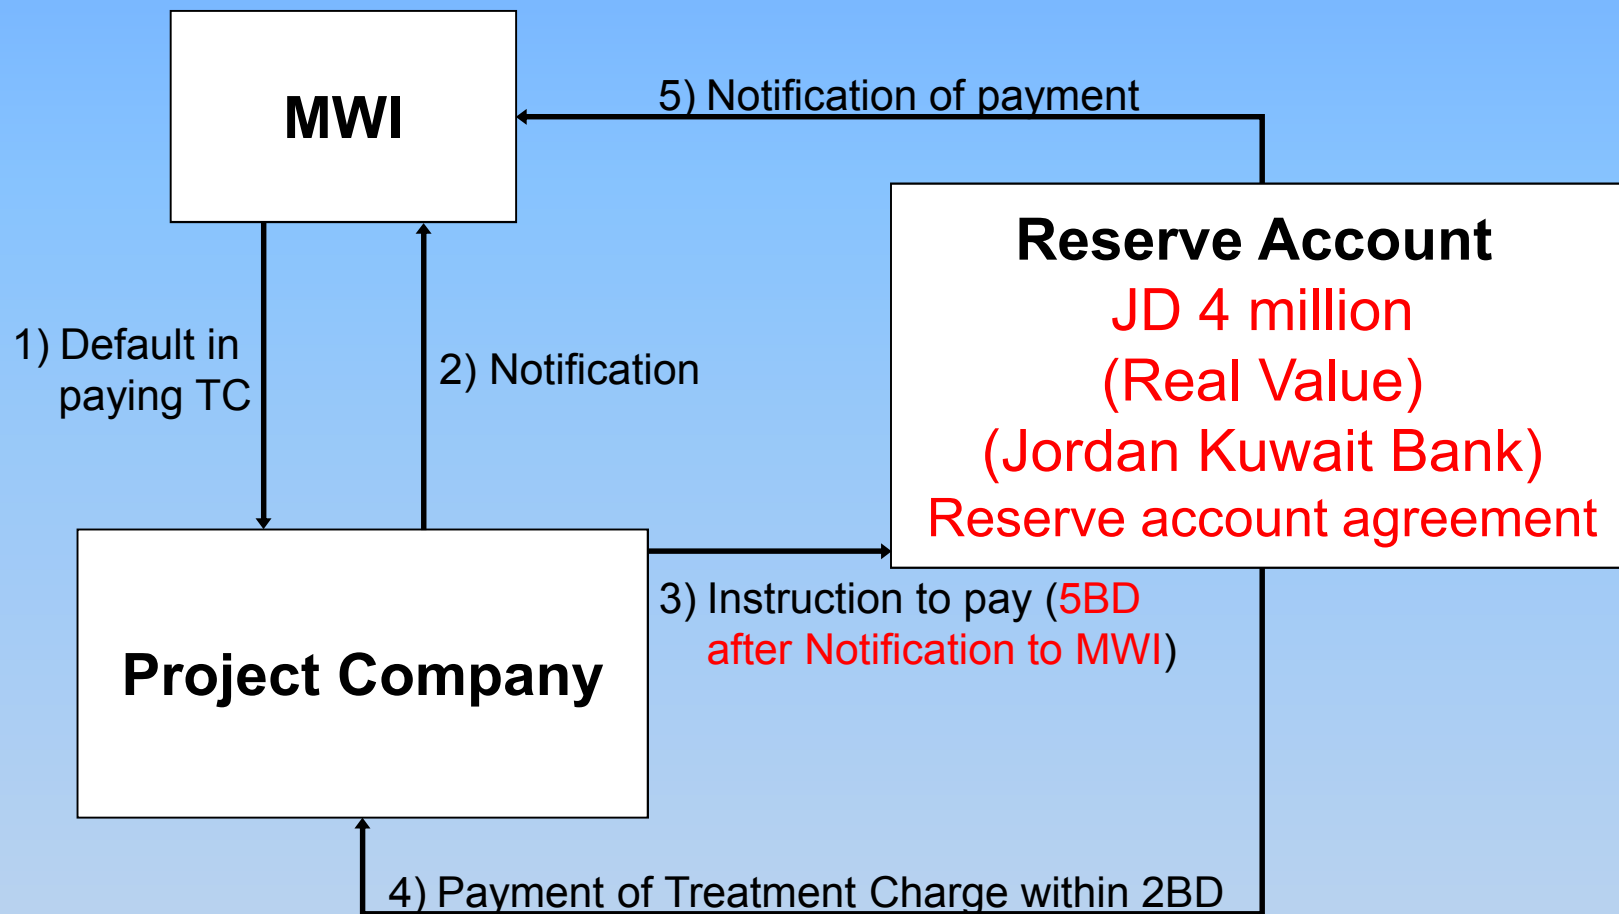 MWI
5) Notification of payment
Reserve Account
JD 4 million
(Real Value)
(Jordan Kuwait Bank)
Reserve account agreement
1) Default in
paying TC
2) Notification
3) Instruction to pay (5BD
after Notification to MWI)
Project Company
4) Payment of Treatment Charge within 2BD